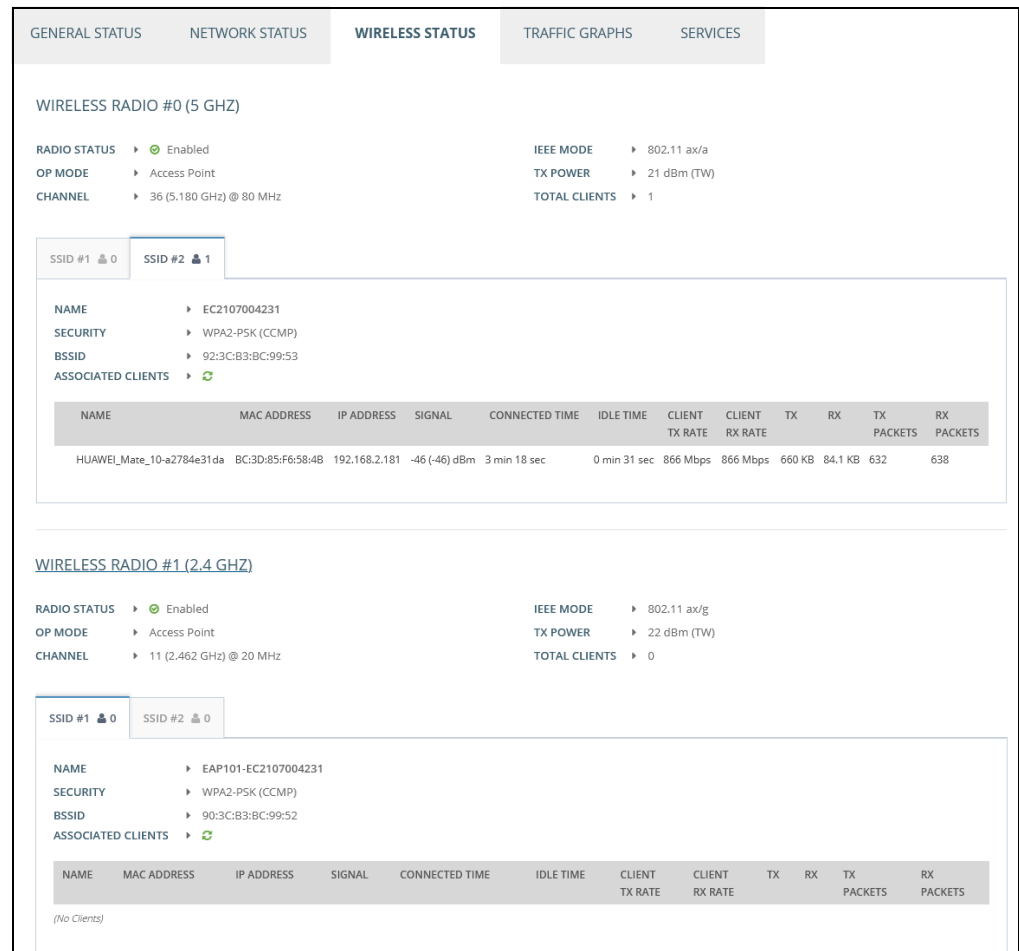 GENERAL STATUS NETWORK STATUS WIRELESS STATUS TRAFFIC GRAPHS SERVICES
WIRELESS RADIO #0 (5 GHZ)
RADIO STATUS Enabled IEEE MODE 802.11 ax/a
OP MODE Access Point TX POWER 21 dBm (TW)
CHANNEL 36 (5.180 GHz) @ 80 MHz TOTAL CLIENTS 1
SSID #1 0 SSID #2 1
NAME EC2107004231
SECURITY WPA2-PSK (CCMP)
BSSID 92:3C:B3:BC:99:53
ASSOCIATED CLIENTS
NAME MAC ADDRESS IP ADDRESS SIGNAL CONNECTED TIME IDLE TIME CLIENT TX RATE CLIENT RX RATE TX RX TX PACKETS RX PACKETS
HUAWEI_Mate_10-a2784e31da BC:3D:85:F6:58:4B 192.168.2.181 -46 (-46) dBm 3 min 18 sec 0 min 31 sec 866 Mbps 866 Mbps 660 KB 84.1 KB 632 638
WIRELESS RADIO #1 (2.4 GHZ)
RADIO STATUS Enabled IEEE MODE 802.11 ax/g
OP MODE Access Point TX POWER 22 dBm (TW)
CHANNEL 11 (2.462 GHz) @ 20 MHz TOTAL CLIENTS 0
SSID #1 0 SSID #2 0
NAME EAP101-EC2107004231
SECURITY WPA2-PSK (CCMP)
BSSID 90:3C:B3:BC:99:52
ASSOCIATED CLIENTS
NAME MAC ADDRESS IP ADDRESS SIGNAL CONNECTED TIME IDLE TIME CLIENT TX RATE CLIENT RX RATE TX RX TX PACKETS RX PACKETS
(No Clients)